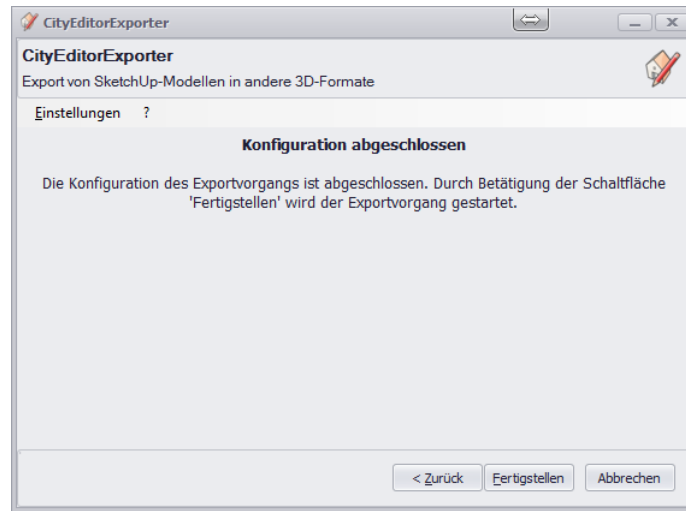 CityEditorExporter
CityEditorExporter
Export von SketchUp-Modellen in andere 3D-Formate
Einstellungen ?
Konfiguration abgeschlossen
Die Konfiguration des Exportvorgangs ist abgeschlossen. Durch Betätigung der Schaltfläche
'Fertigstellen' wird der Exportvorgang gestartet.
< Zurück Fertigstellen Abbrechen